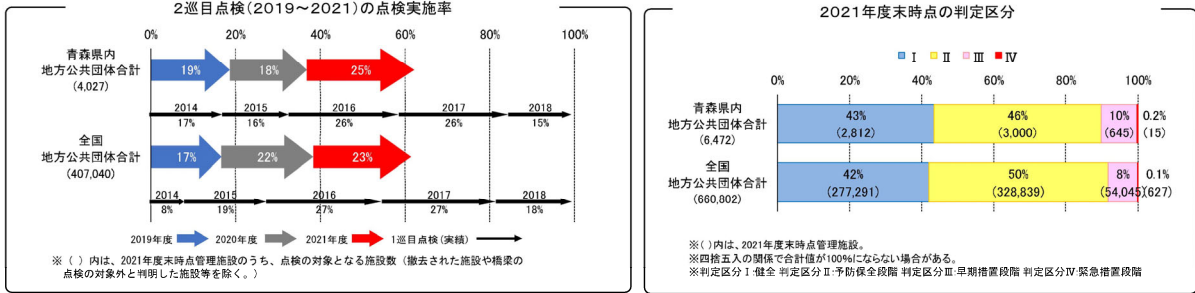 2巡目点検(2019～2021)の点検実施率
0% 20% 40% 60% 80% 100%
青森県内
地方公共団体合計
(4,027)
19% 18% 25%
2014 2015 2016 2017 2018
17% 16% 26% 26% 15%
全国
地方公共団体合計
(407,040)
17% 22% 23%
2014 2015 2016 2017 2018
8% 19% 27% 27% 18%
2019年度 2020年度 2021年度 1巡目点検(実績)
※ ( ) 内は、2021年度末時点管理施設のうち、点検の対象となる施設数 (撤去された施設や橋梁の
点検の対象外と判明した施設等を除く。)
2021年度末時点の判定区分
Ⅰ Ⅱ Ⅲ Ⅳ
0% 20% 40% 60% 80% 100%
青森県内
地方公共団体合計
(6,472)
43% 46% 10% 0.2%
(2,812) (3,000) (645) (15)
全国
地方公共団体合計
(660,802)
42% 50% 8% 0.1%
(277,291) (328,839) (54,045) (627)
※( )内は、2021年度末時点管理施設。
※四捨五入の関係で合計値が100%にならない場合がある。
※判定区分Ⅰ:健全 判定区分Ⅱ:予防保全段階 判定区分Ⅲ:早期措置段階 判定区分Ⅳ:緊急措置段階